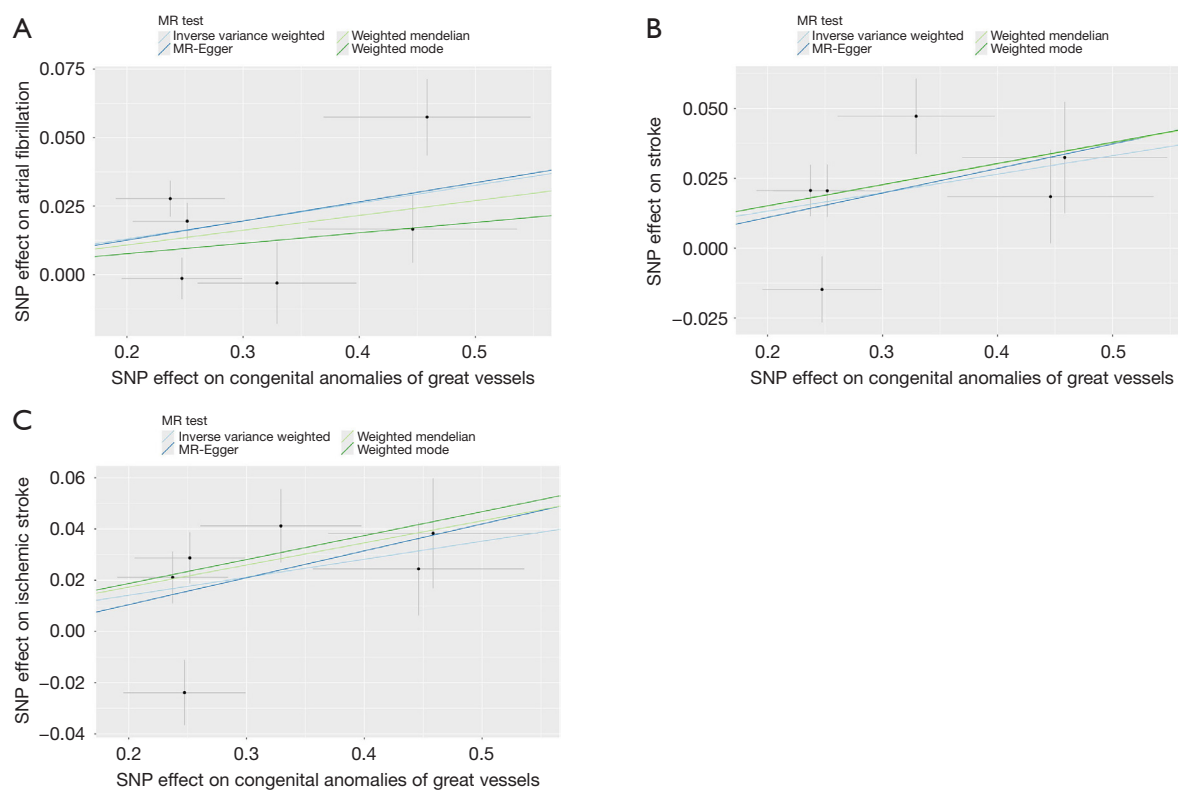 A
MR test
Inverse variance weighted
Weighted mendelian
MR-Egger
Weighted mode
SNP effect on atrial fibrillation
0.075
0.050
0.025
0.000
0.2
0.3
0.4
0.5
SNP effect on congenital anomalies of great vessels
B
MR test
Inverse variance weighted
Weighted mendelian
MR-Egger
Weighted mode
SNP effect on stroke
0.050
0.025
0.000
−0.025
0.2
0.3
0.4
0.5
SNP effect on congenital anomalies of great vessels
C
MR test
Inverse variance weighted
Weighted mendelian
MR-Egger
Weighted mode
SNP effect on ischemic stroke
0.06
0.04
0.02
0.00
−0.02
−0.04
0.2
0.3
0.4
0.5
SNP effect on congenital anomalies of great vessels